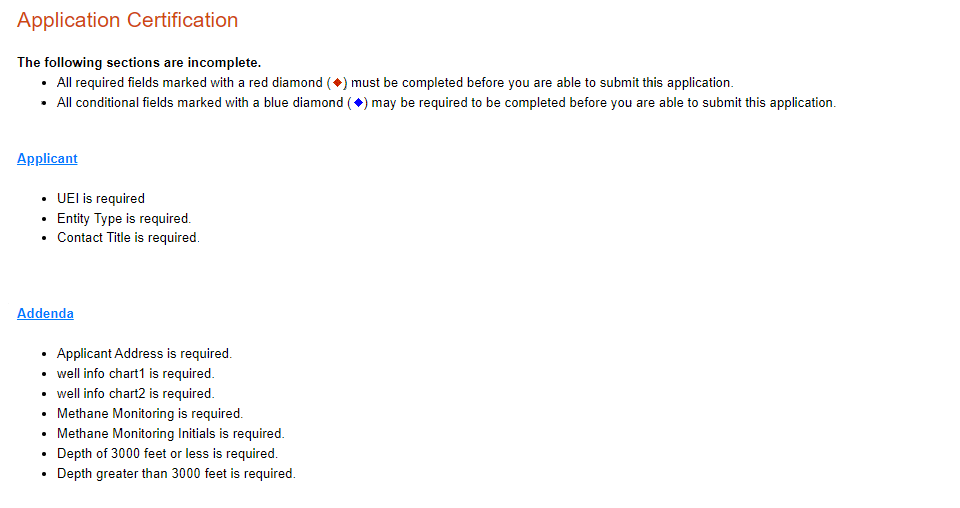 Application Certification
The following sections are incomplete.
• All required fields marked with a red diamond (◆) must be completed before you are able to submit this application.
• All conditional fields marked with a blue diamond (◆) may be required to be completed before you are able to submit this application.
Applicant
• UEI is required
• Entity Type is required.
• Contact Title is required.
Addenda
• Applicant Address is required.
• well info chart1 is required.
• well info chart2 is required.
• Methane Monitoring is required.
• Methane Monitoring Initials is required.
• Depth of 3000 feet or less is required.
• Depth greater than 3000 feet is required.